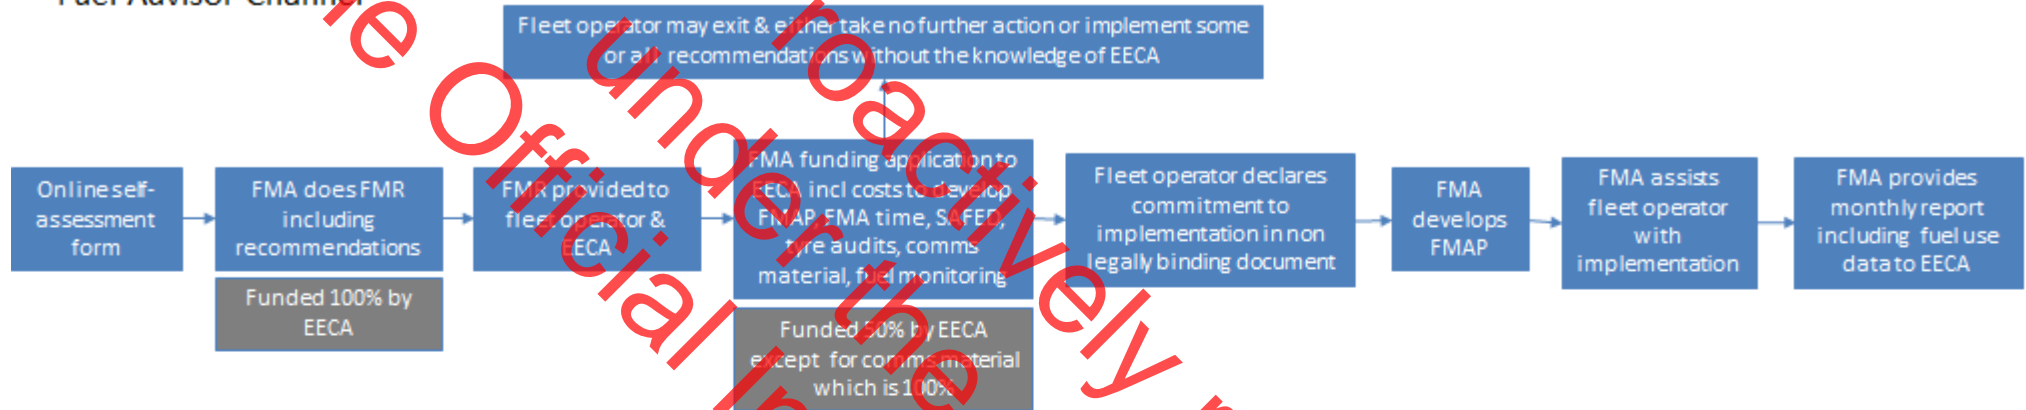 Fuel Advisor Channel
Fleet operator may exit & either take no further action or implement some
or all recommendations without the knowledge of EECA
Online self-
assessment
form
FMA does FMR
including
recommendations
Funded 100% by
EECA
FMR provided to
fleet operator &
EECA
FMA funding application to
EECA incl costs to develop
FMAP, FMA time, SAFED,
tyre audits, comms
material, fuel monitoring
Funded 50% by EECA
except for comms material
which is 100%
Fleet operator declares
commitment to
implementation in non
legally binding document
FMA
develops
FMAP
FMA assists
fleet operator
with
implementation
FMA provides
monthly report
including fuel use
data to EECA
roactively
under the
e Official In